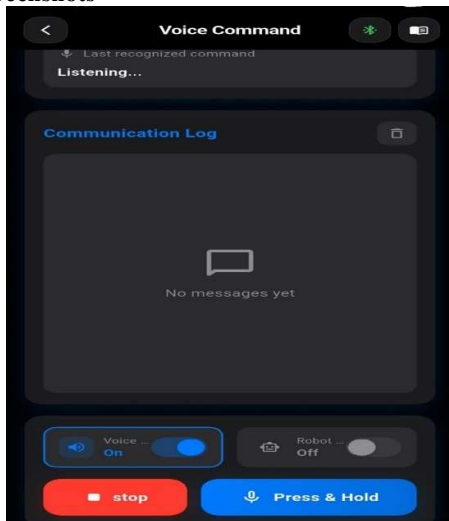 Voice Command
Last recognized command
Listening...
Communication Log
No messages yet
Voice ...
On
Robot ...
Off
stop
Press & Hold